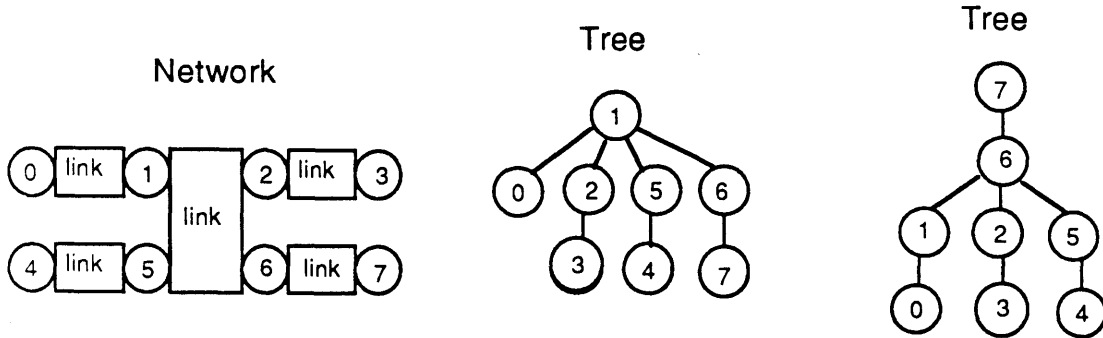 Network
0 link 1 link 2 link 3
4 link 5 6 link 7
Tree
1
0 2 5 6
3 4 7
Tree
7
6
1 2 5
0 3 4